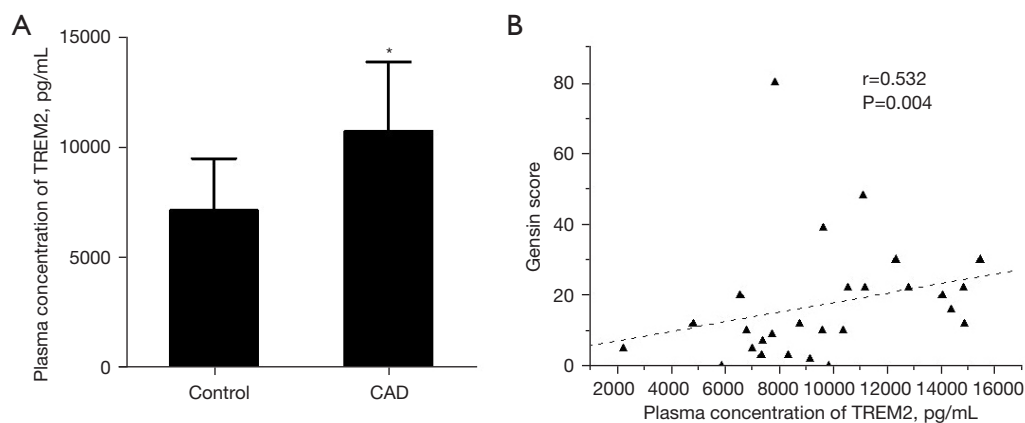 A
Plasma concentration of TREM2, pg/mL
15000
10000
5000
0
*
Control
CAD
B
Gensin score
80
60
40
20
0
r=0.532
P=0.004
2000 4000 6000 8000 10000 12000 14000 16000
Plasma concentration of TREM2, pg/mL